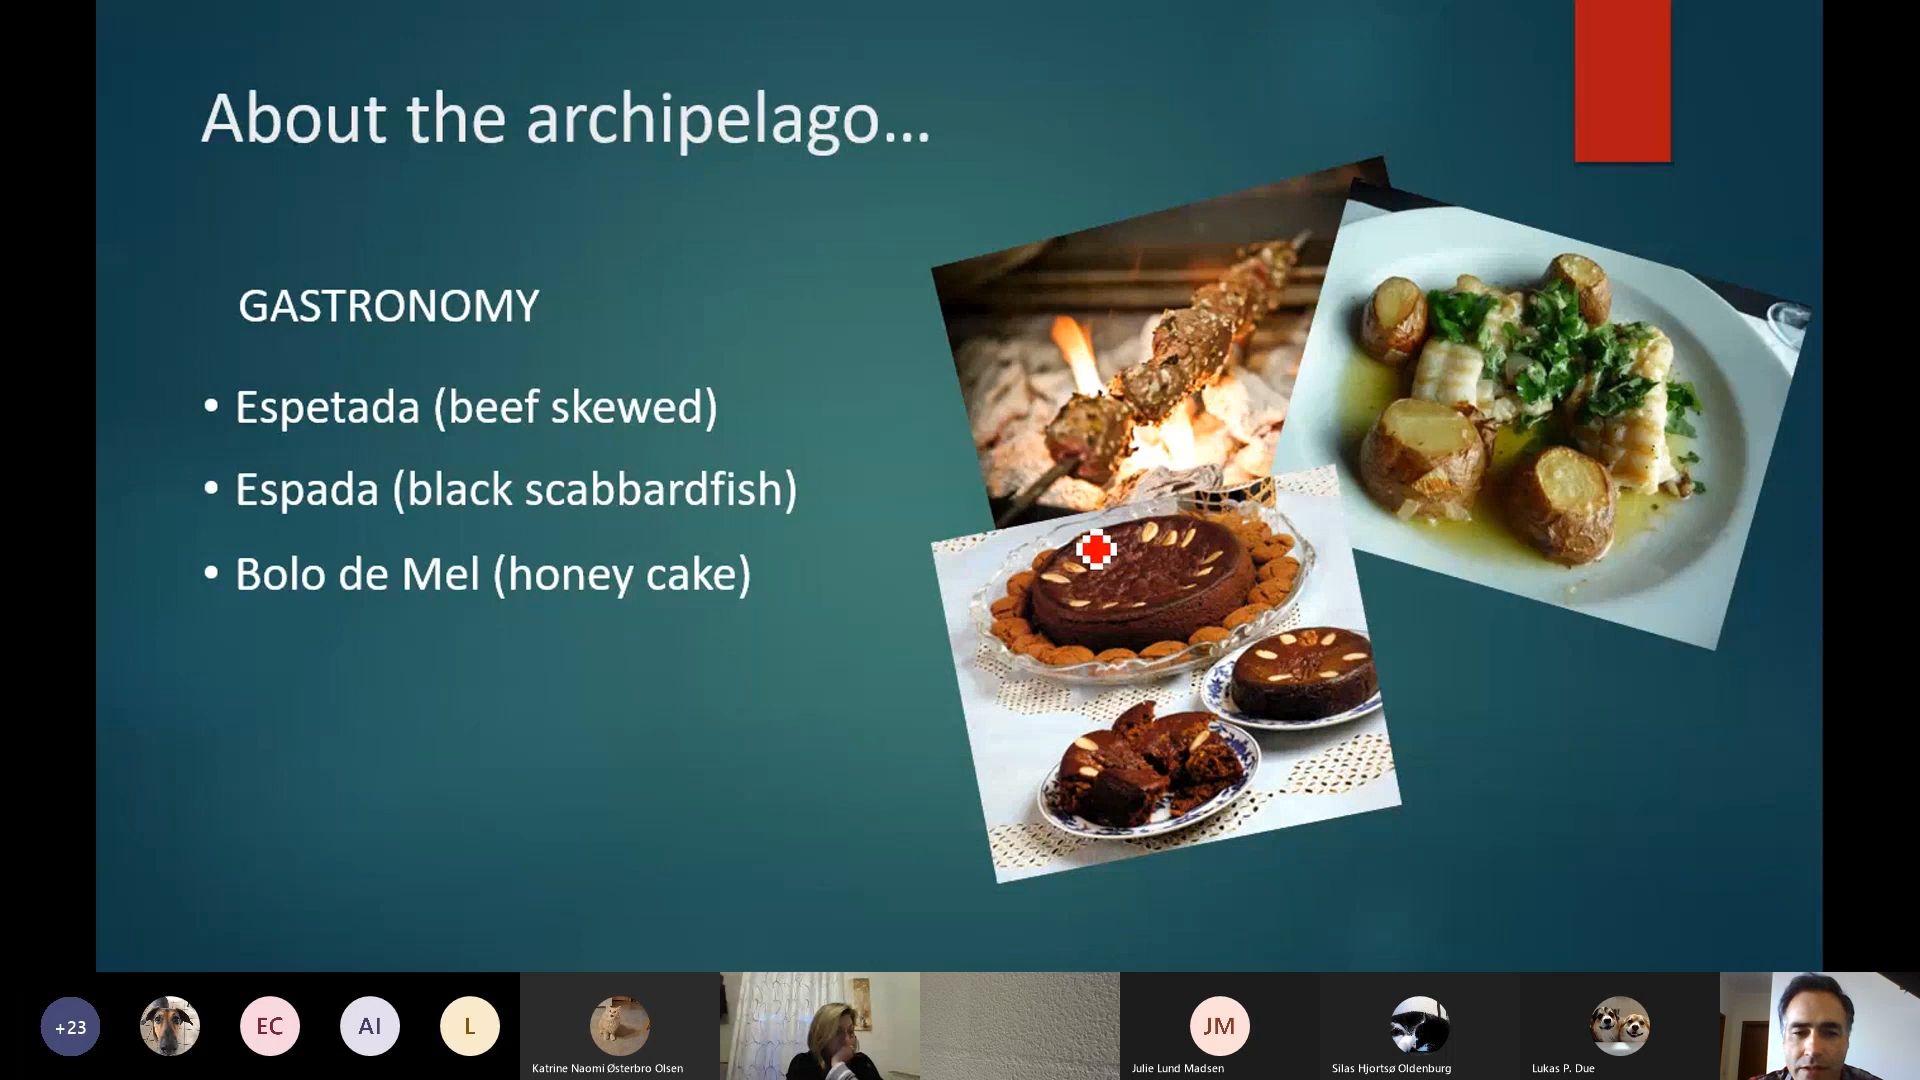 About the archipelago...
GASTRONOMY
• Espetada (beef skewed)
• Espada (black scabbardfish)
• Bolo de Mel (honey cake)
+23
EC
AI
L
Katrine Naomi Østerbro Olsen
JM
Julie Lund Madsen
Silas Hjortsø Oldenburg
Lukas P. Due